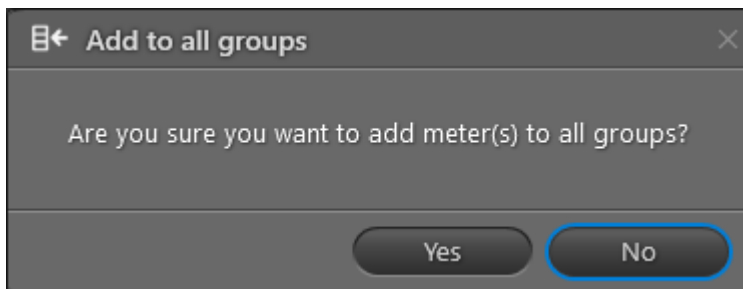 Add to all groups
Are you sure you want to add meter(s) to all groups?
Yes No